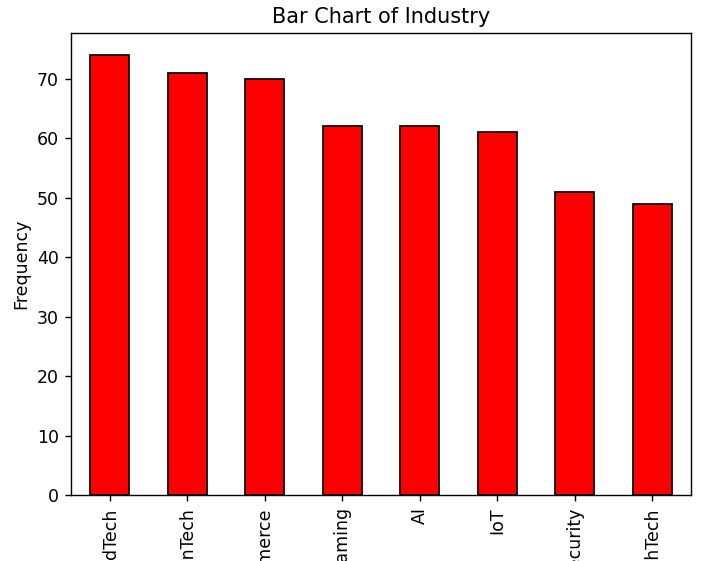 Bar Chart of Industry
Frequency
70
60
50
40
30
20
10
0
dTech
nTech
merce
aming
AI
IoT
ecurity
hTech